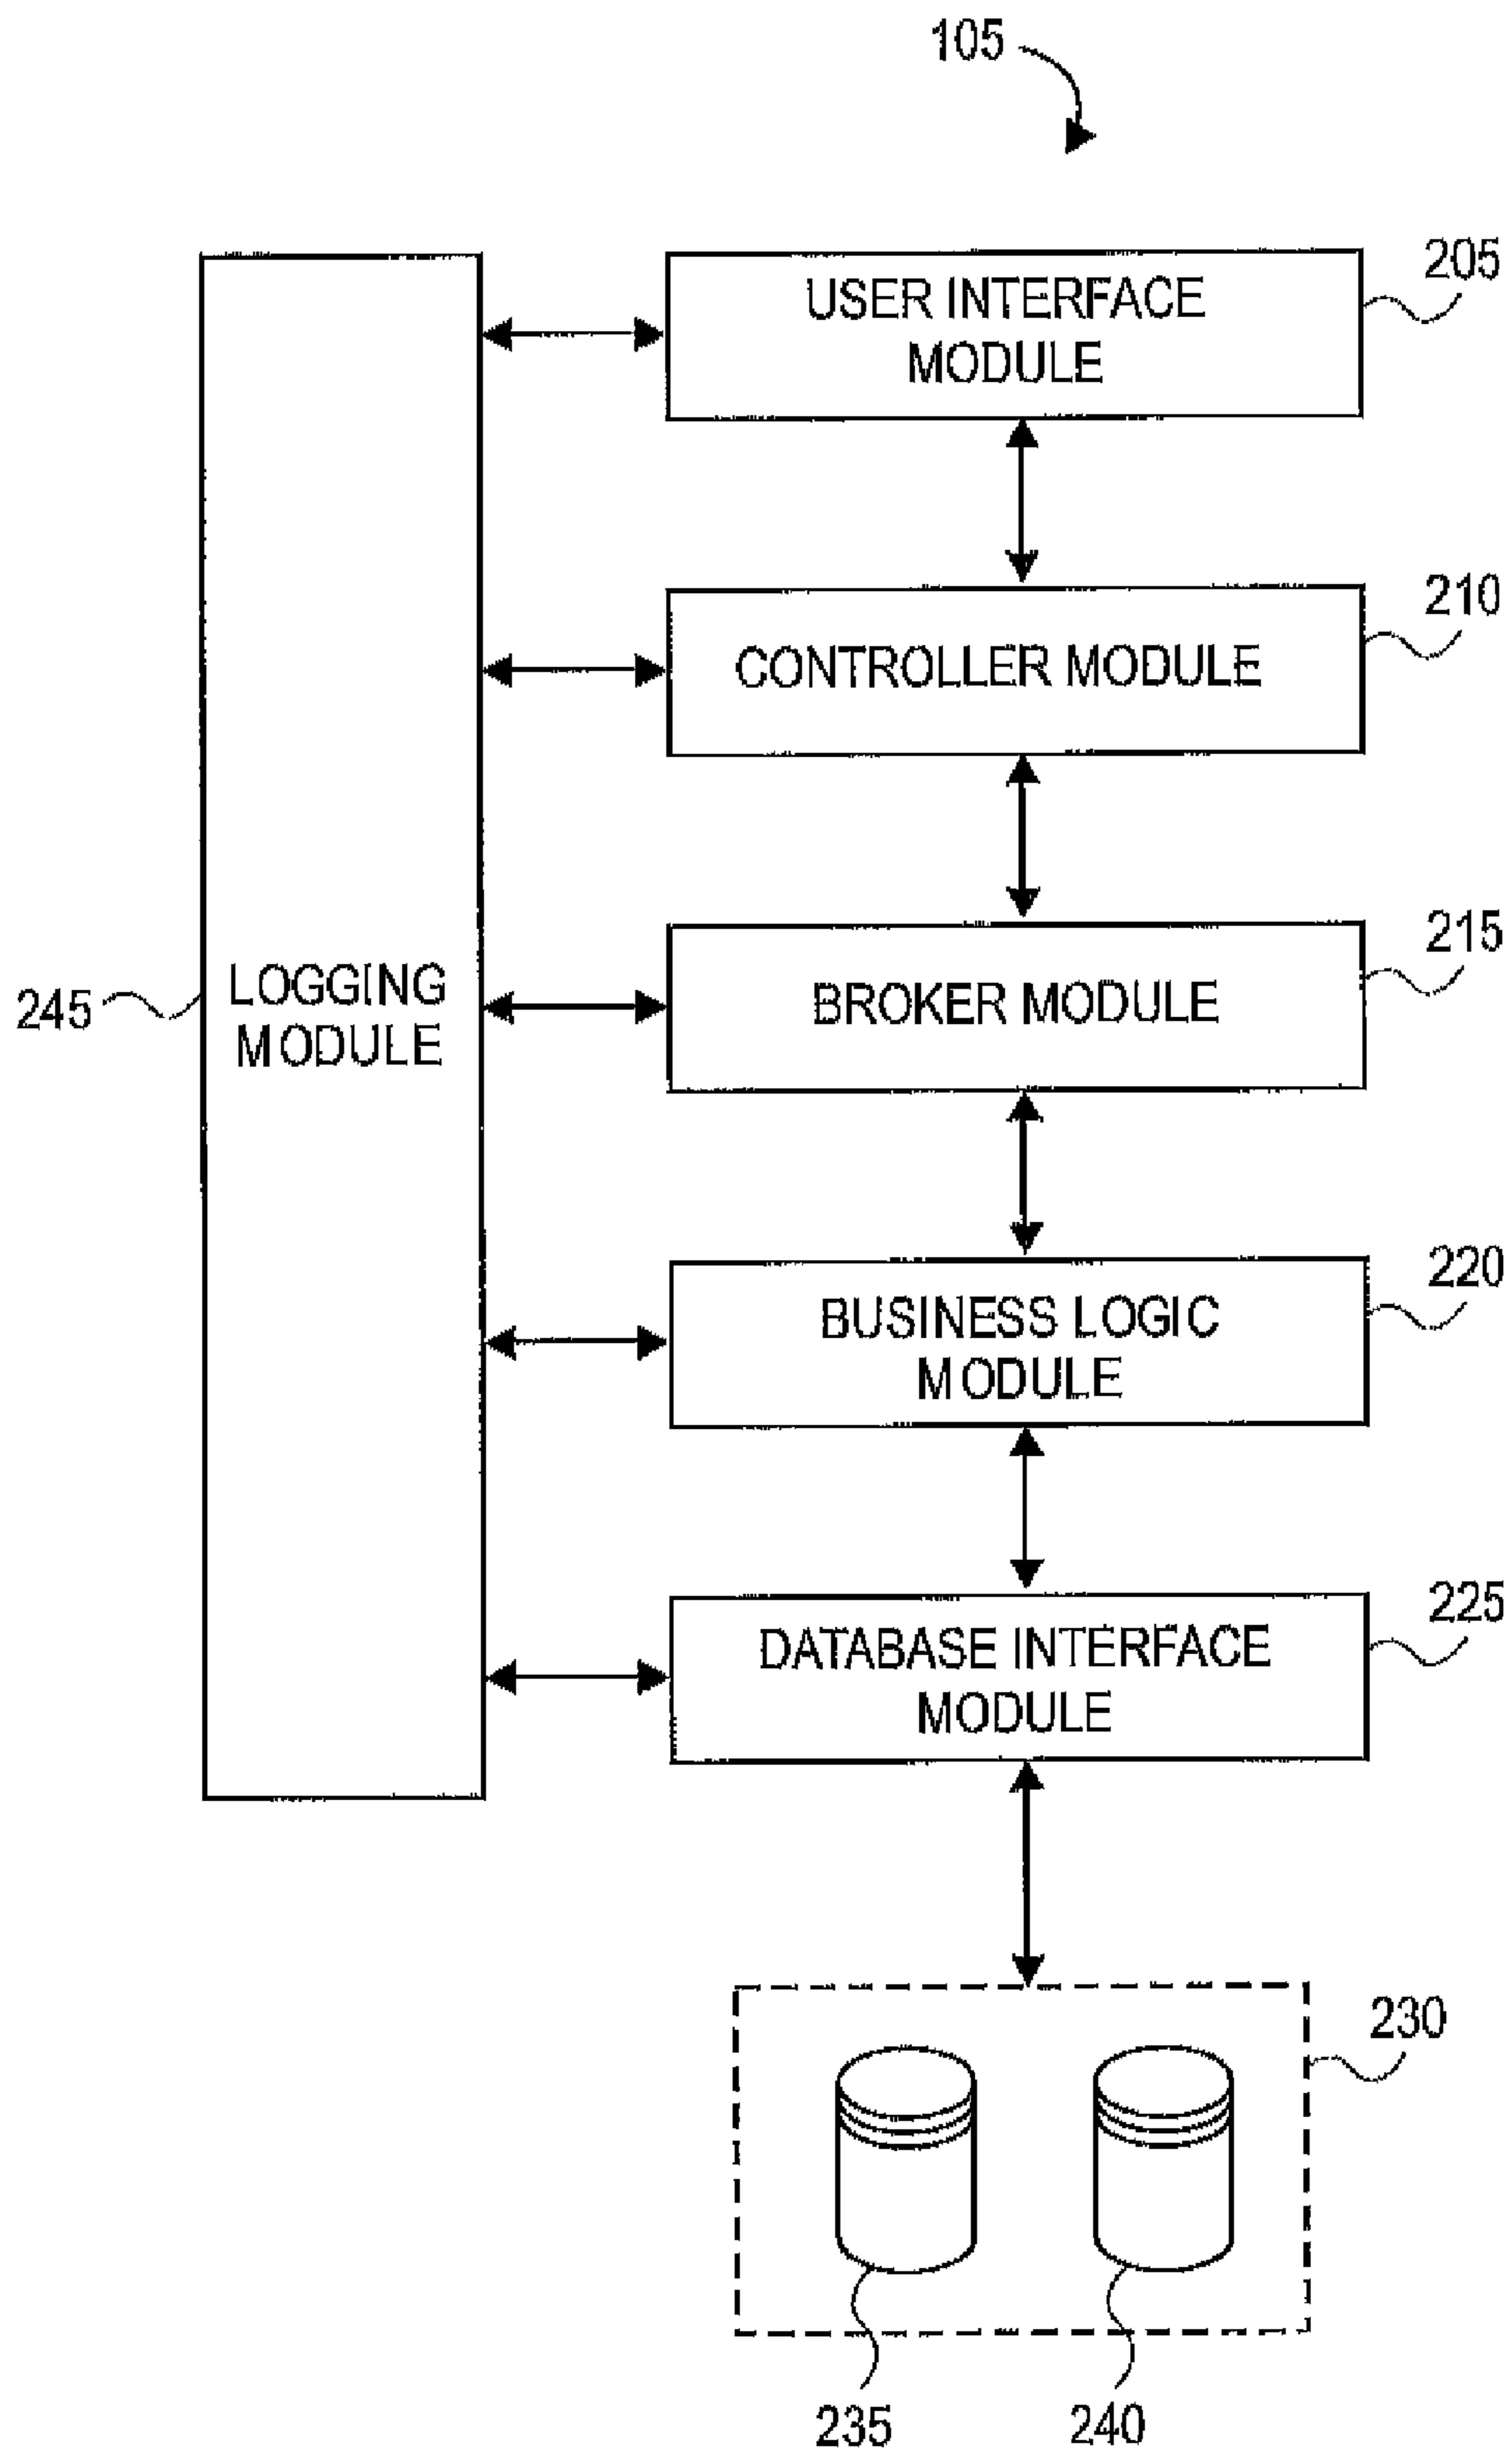 105
205
USER INTERFACE
MODULE
210
CONTROLLER MODULE
215
BROKER MODULE
245
LOGGING
MODULE
220
BUSINESS LOGIC
MODULE
225
DATABASE INTERFACE
MODULE
230
235
240